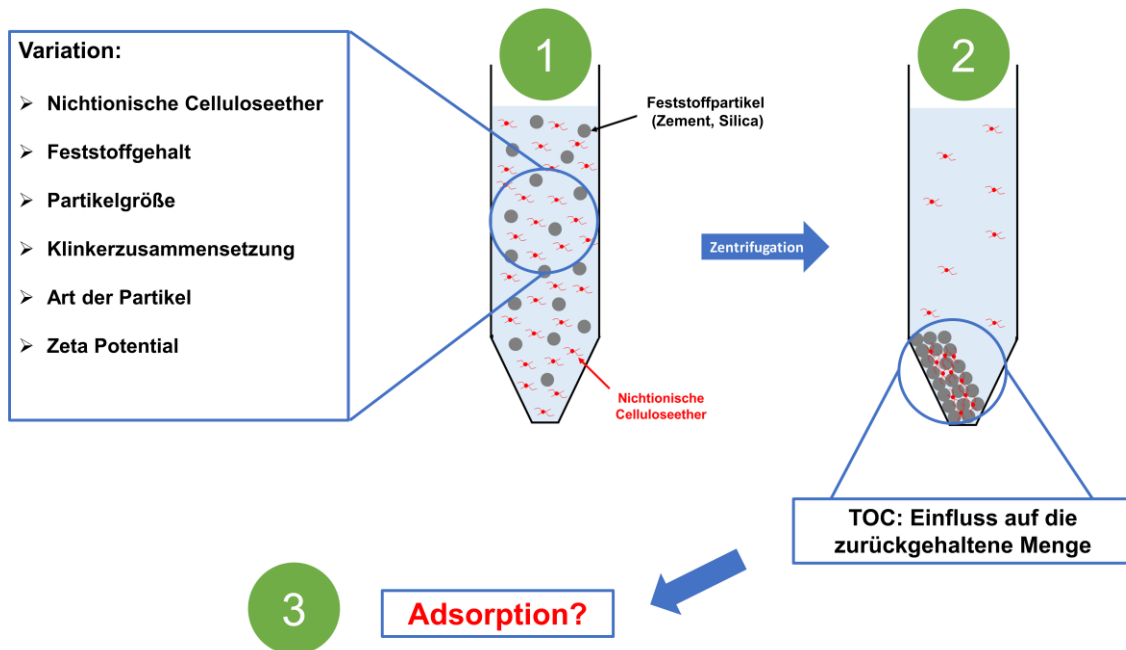 Variation:
➢ Nichtionische Celluloseether
➢ Feststoffgehalt
➢ Partikelgröße
➢ Klinkerzusammensetzung
➢ Art der Partikel
➢ Zeta Potential
1
Feststoffpartikel
(Zement, Silica)
Nichtionische
Celluloseether
Zentrifugation
2
TOC: Einfluss auf die
zurückgehaltene Menge
3
Adsorption?